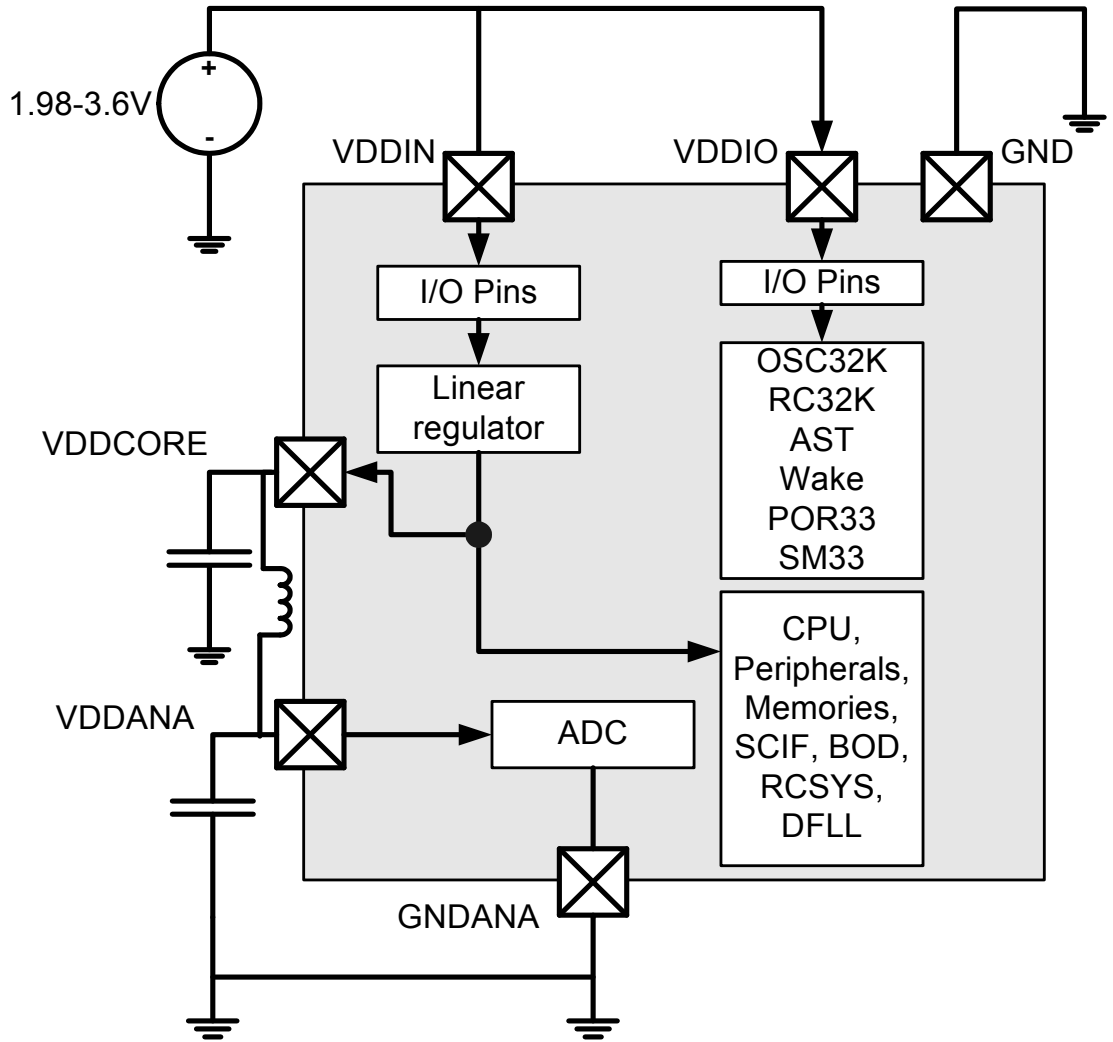 +
1.98-3.6V
-
VDDIN
VDDIO
GND
I/O Pins
I/O Pins
Linear
regulator
OSC32K
RC32K
AST
Wake
POR33
SM33
VDDCORE
CPU,
Peripherals,
Memories,
SCIF, BOD,
RCSYS,
DFLL
VDDANA
ADC
GNDANA